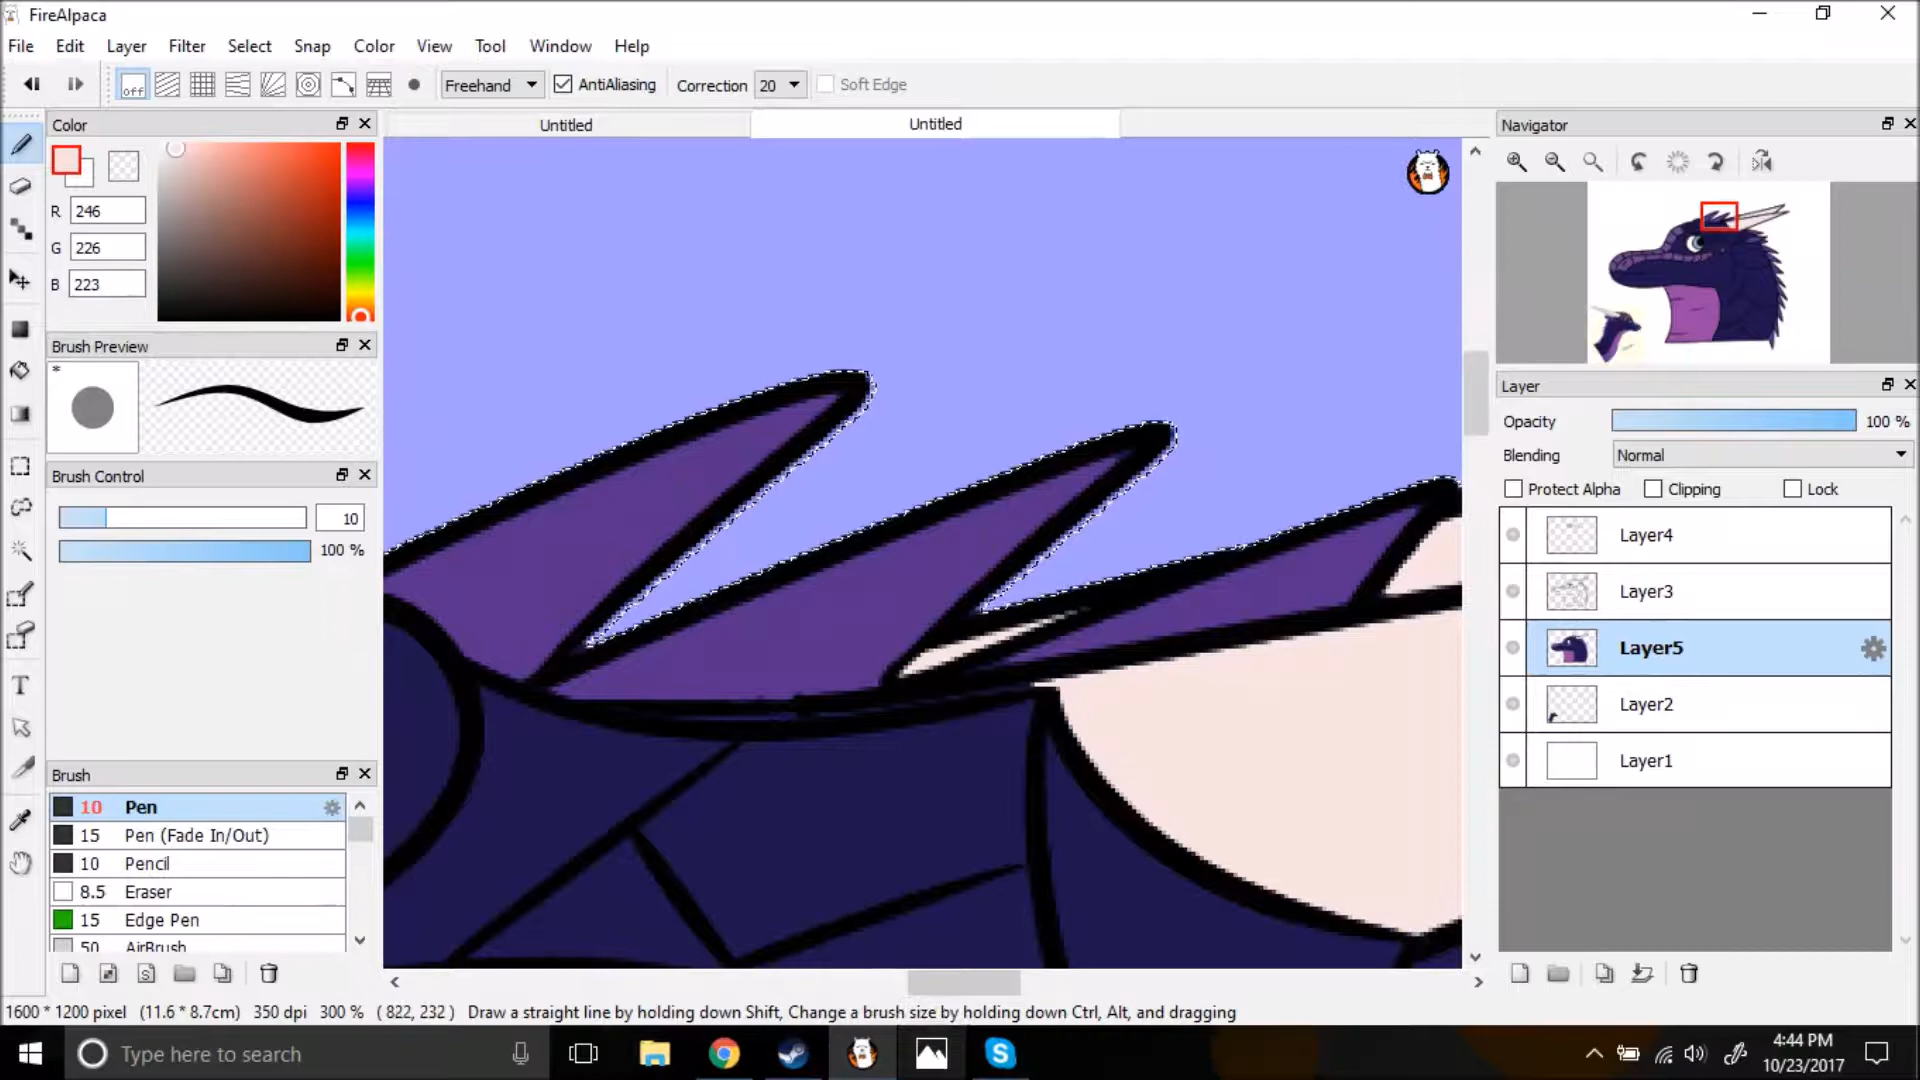 FireAlpaca
File Edit Layer Filter Select Snap Color View Tool Window Help
off Freehand AntiAliasing Correction 20 Soft Edge
Color
R 246
G 226
B 223
Brush Preview
*
Brush Control
10
100 %
Brush
10 Pen
15 Pen (Fade In/Out)
10 Pencil
8.5 Eraser
15 Edge Pen
50 AirBrush
Untitled Untitled
Navigator
Layer
Opacity 100 %
Blending Normal
Protect Alpha Clipping Lock
Layer4
Layer3
Layer5
Layer2
Layer1
1600 * 1200 pixel (11.6 * 8.7cm) 350 dpi 300 % ( 822, 232 ) Draw a straight line by holding down Shift, Change a brush size by holding down Ctrl, Alt, and dragging
Type here to search
4:44 PM
10/23/2017